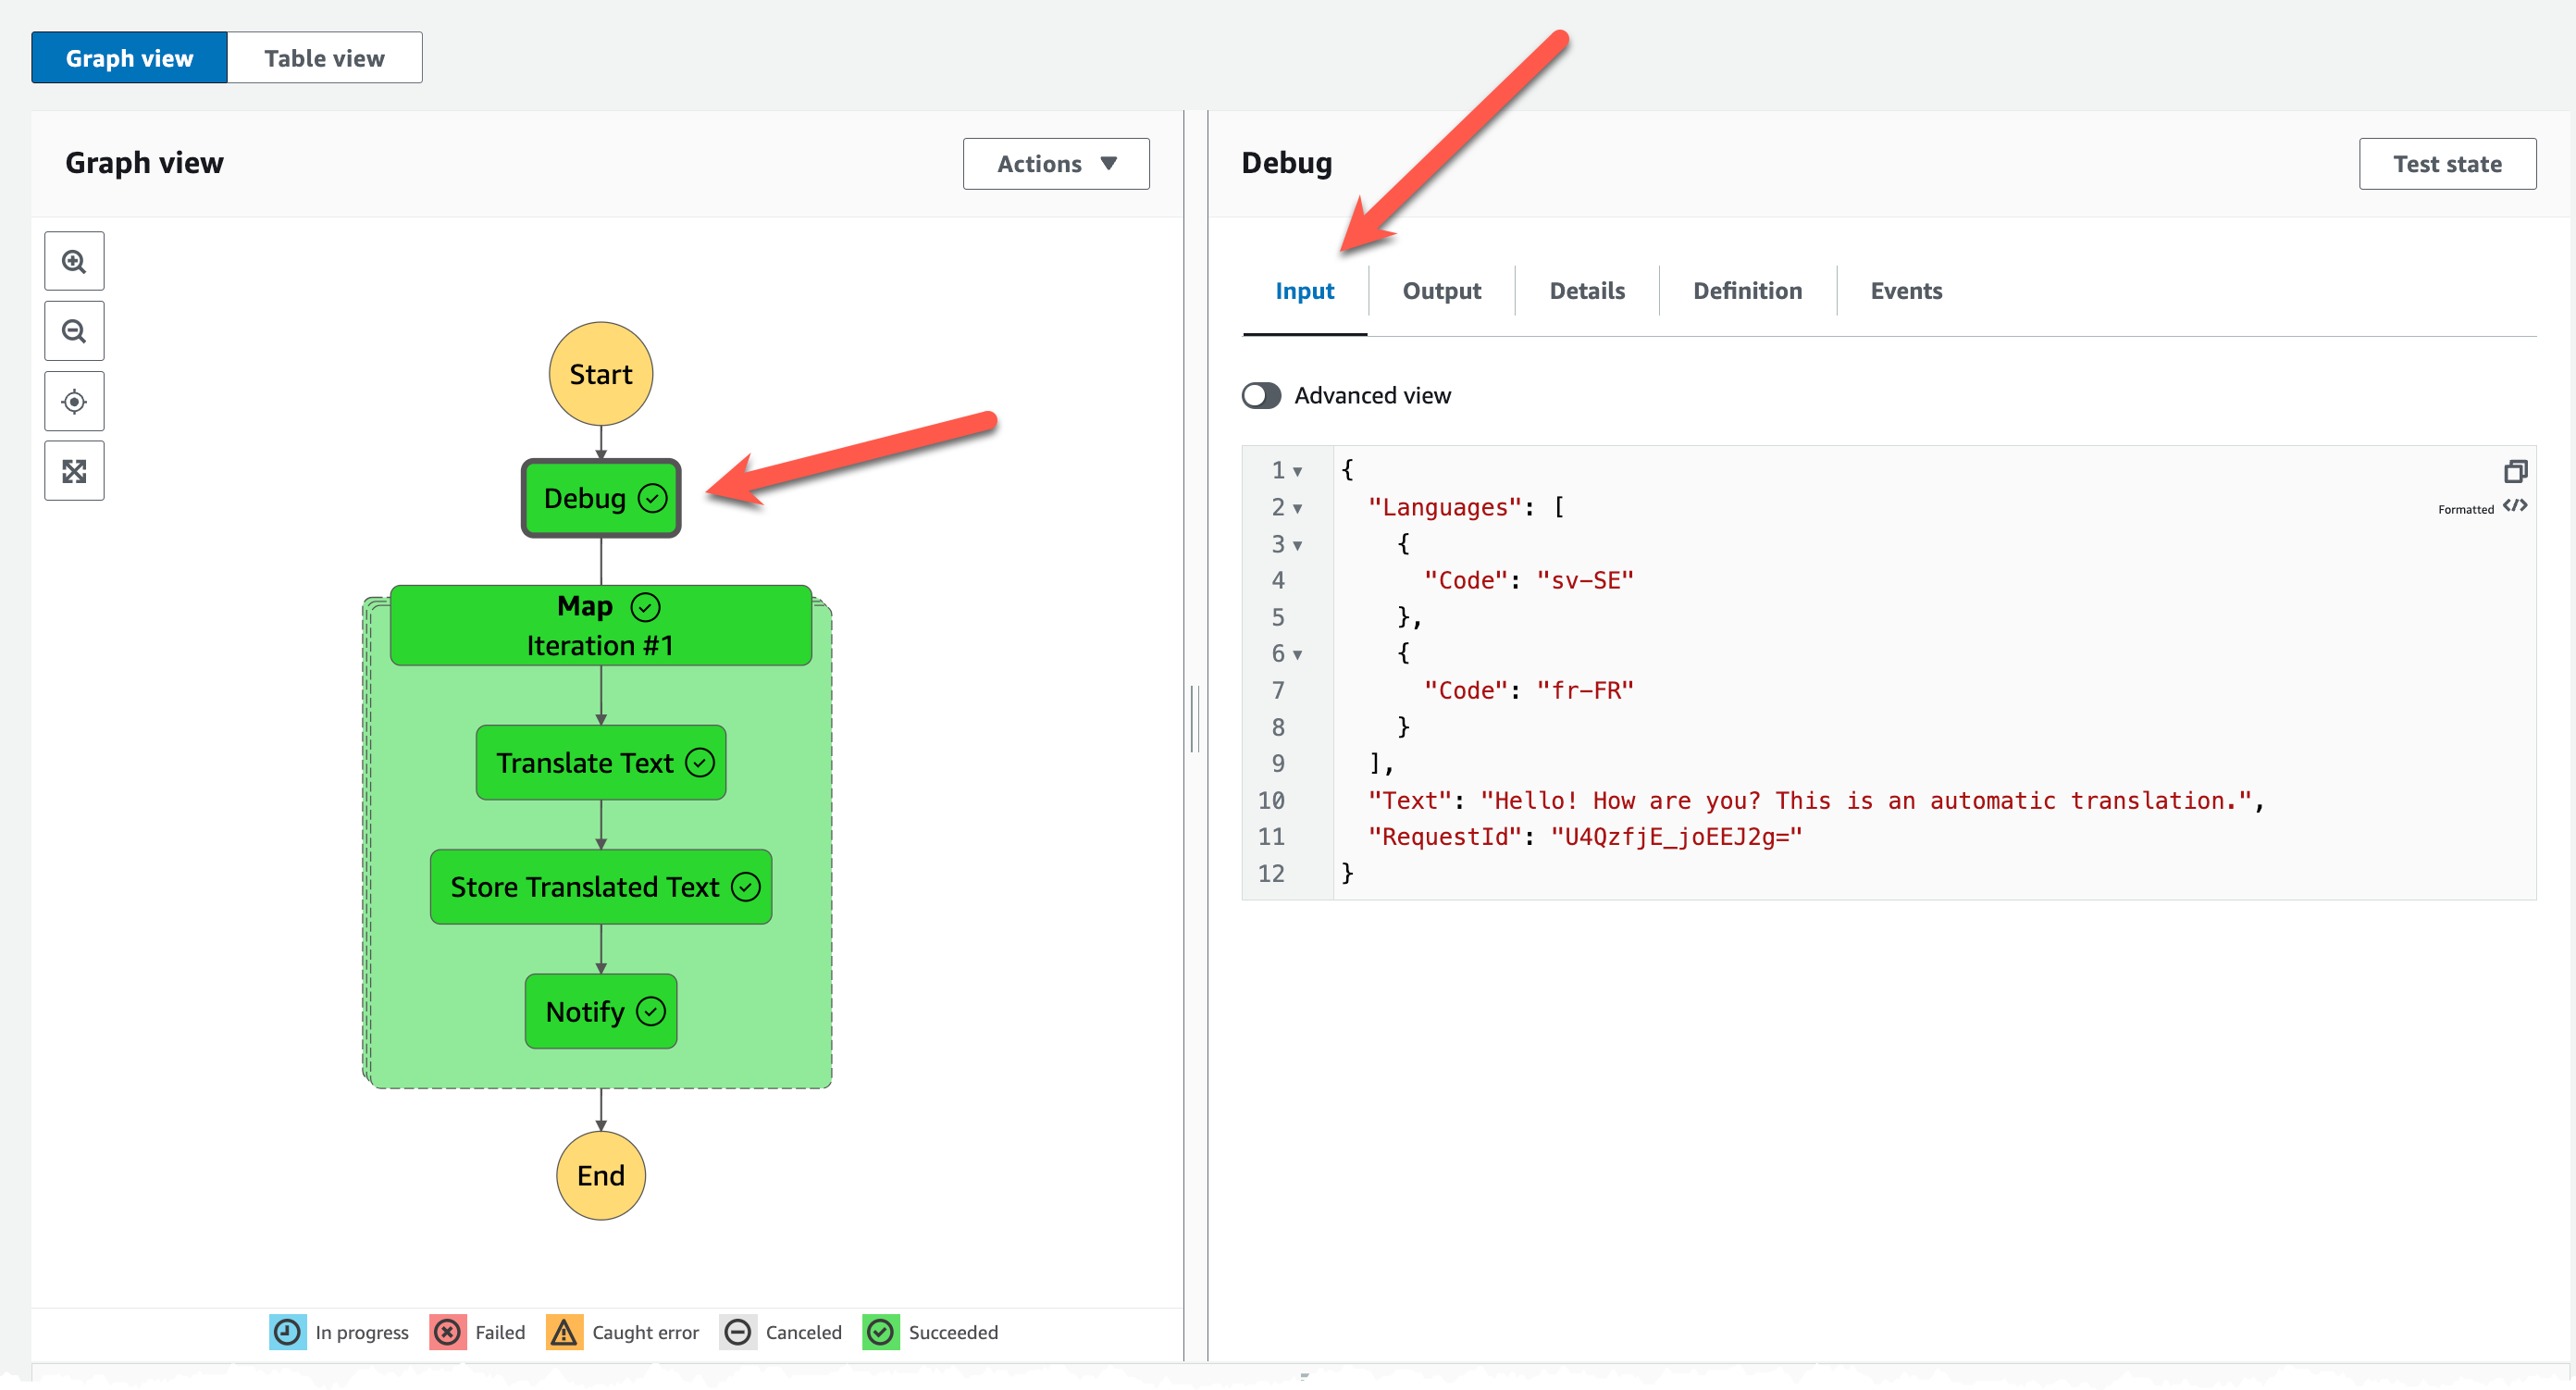 Graph view
Table view
Graph view
Actions
Start
Debug
Map
Iteration #1
Translate Text
Store Translated Text
Notify
End
In progress
Failed
Caught error
Canceled
Succeeded
Debug
Test state
Input
Output
Details
Definition
Events
Advanced view
Formatted
1 {
2 "Languages": [
3 {
4 "Code": "sv-SE"
5 },
6 {
7 "Code": "fr-FR"
8 }
9 ],
10 "Text": "Hello! How are you? This is an automatic translation.",
11 "RequestId": "U4QzfjE_joEEJ2g="
12 }